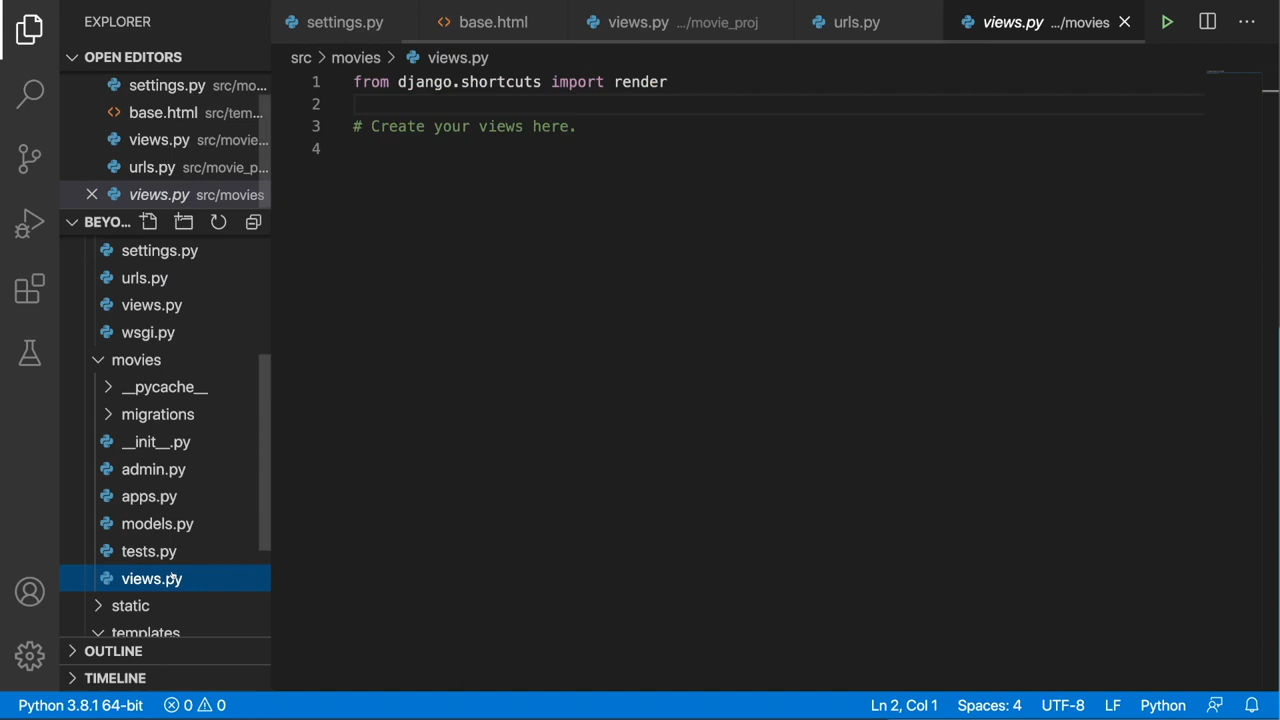 EXPLORER
settings.py
base.html
views.py .../movie_proj
urls.py
views.py .../movies
OPEN EDITORS
src > movies > views.py
settings.py src/mo...
base.html src/tem...
views.py src/movie...
urls.py src/movie_p...
views.py src/movies
1 from django.shortcuts import render
2
3 # Create your views here.
4
BEYO...
settings.py
urls.py
views.py
wsgi.py
movies
__pycache__
migrations
__init__.py
admin.py
apps.py
models.py
tests.py
views.py
static
templates
OUTLINE
TIMELINE
Python 3.8.1 64-bit 0 0 Ln 2, Col 1 Spaces: 4 UTF-8 LF Python